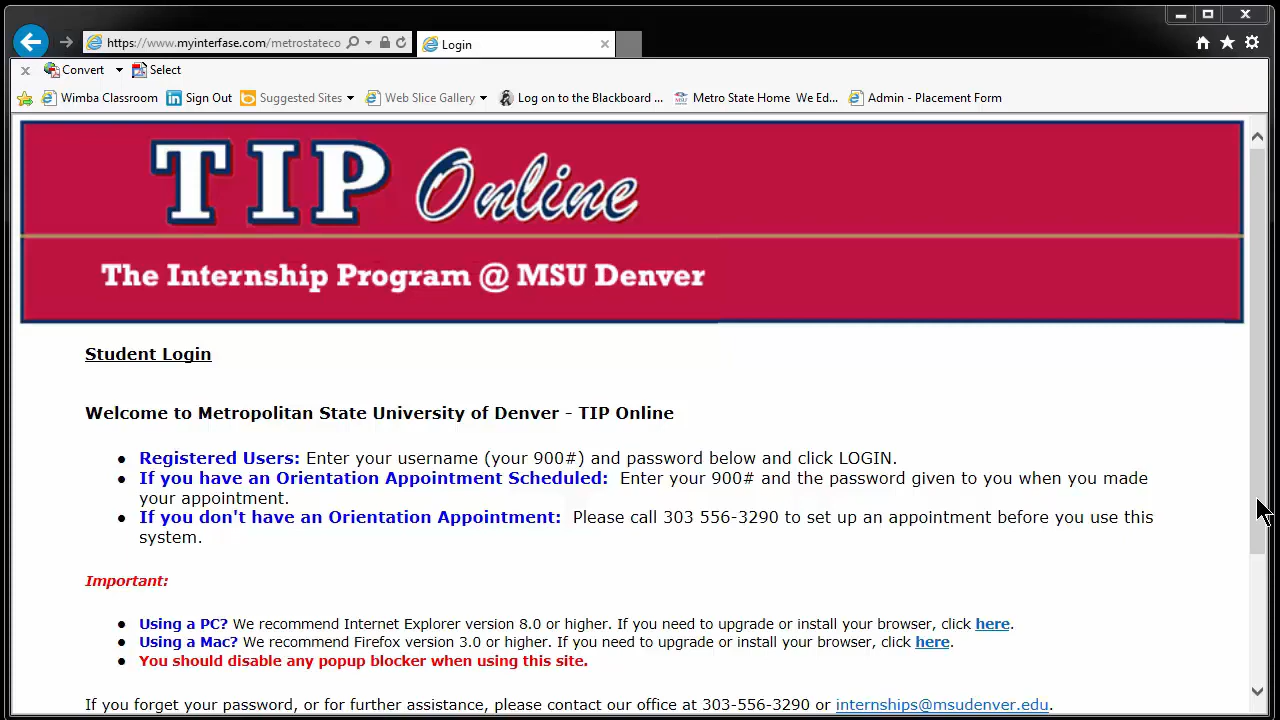 https://www.myinterfase.com/metrostateco
Login
Convert
Select
Wimba Classroom
Sign Out
Suggested Sites
Web Slice Gallery
Log on to the Blackboard ...
Metro State Home We Ed...
Admin - Placement Form
TIP Online
The Internship Program @ MSU Denver
Student Login
Welcome to Metropolitan State University of Denver - TIP Online
• Registered Users: Enter your username (your 900#) and password below and click LOGIN.
• If you have an Orientation Appointment Scheduled: Enter your 900# and the password given to you when you made
your appointment.
• If you don't have an Orientation Appointment: Please call 303 556-3290 to set up an appointment before you use this
system.
Important:
• Using a PC? We recommend Internet Explorer version 8.0 or higher. If you need to upgrade or install your browser, click here.
• Using a Mac? We recommend Firefox version 3.0 or higher. If you need to upgrade or install your browser, click here.
• You should disable any popup blocker when using this site.
If you forget your password, or for further assistance, please contact our office at 303-556-3290 or internships@msudenver.edu.